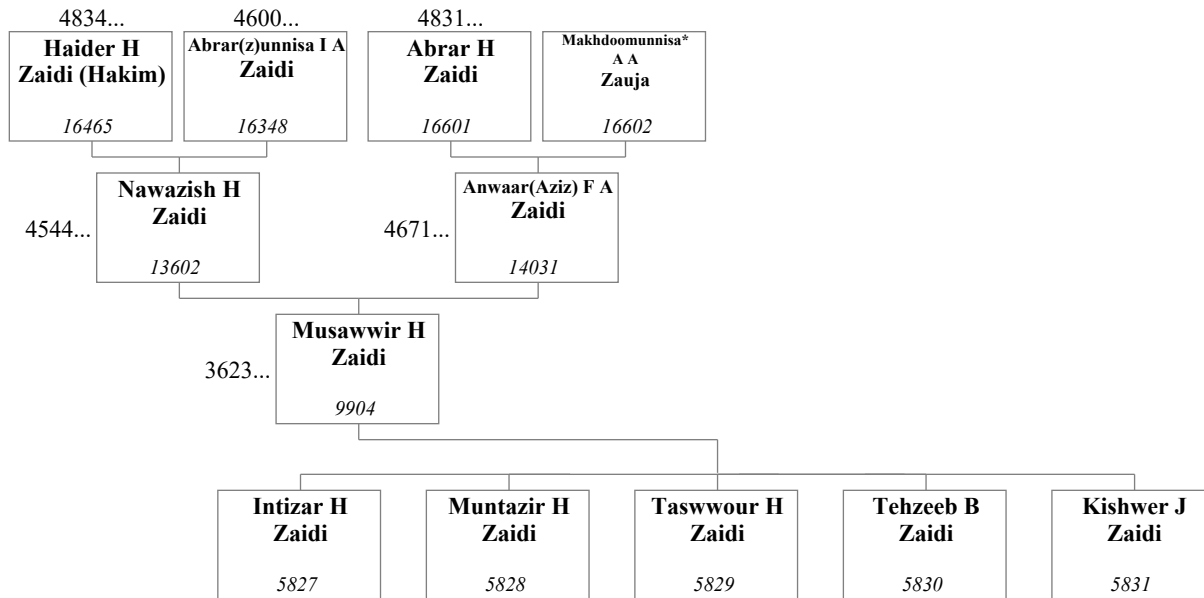 4834... 4600... 4831...
Haider H
Zaidi (Hakim)
16465
Abrar(z)unnisa I A
Zaidi
16348
Abrar H
Zaidi
16601
Makhdoomunnisa*
A A
Zauja
16602
4544...
Nawazish H
Zaidi
13602
4671...
Anwaar(Aziz) F A
Zaidi
14031
3623...
Musawwir H
Zaidi
9904
Intizar H
Zaidi
5827
Muntazir H
Zaidi
5828
Taswwour H
Zaidi
5829
Tehzeeb B
Zaidi
5830
Kishwer J
Zaidi
5831